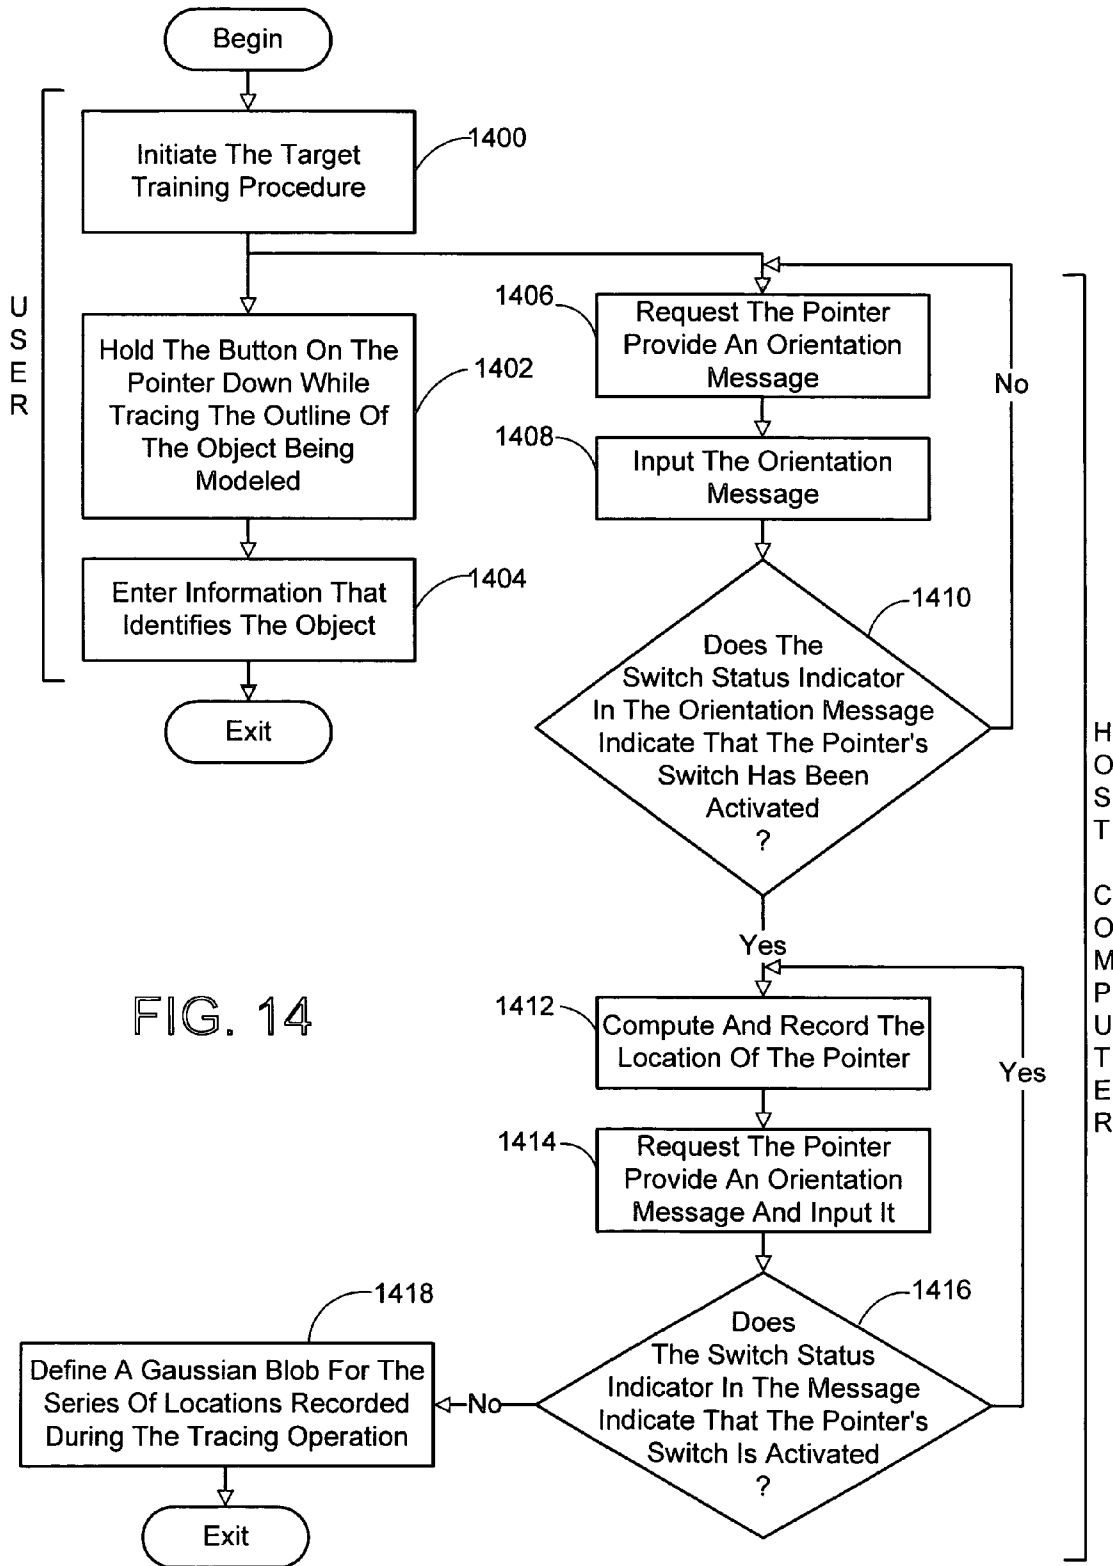 Begin
1400
Initiate The Target
Training Procedure
USER
Hold The Button On The
Pointer Down While
Tracing The Outline Of
The Object Being
Modeled
1402
Enter Information That
Identifies The Object
1404
Exit
1406
Request The Pointer
Provide An Orientation
Message
No
1408
Input The Orientation
Message
1410
Does The
Switch Status Indicator
In The Orientation Message
Indicate That The Pointer's
Switch Has Been
Activated
?
Yes
HOST COMPUTER
FIG. 14
1412
Compute And Record The
Location Of The Pointer
Yes
1414
Request The Pointer
Provide An Orientation
Message And Input It
1416
Does
The Switch Status
Indicator In The Message
Indicate That The Pointer's
Switch Is Activated
?
No
1418
Define A Gaussian Blob For The
Series Of Locations Recorded
During The Tracing Operation
Exit